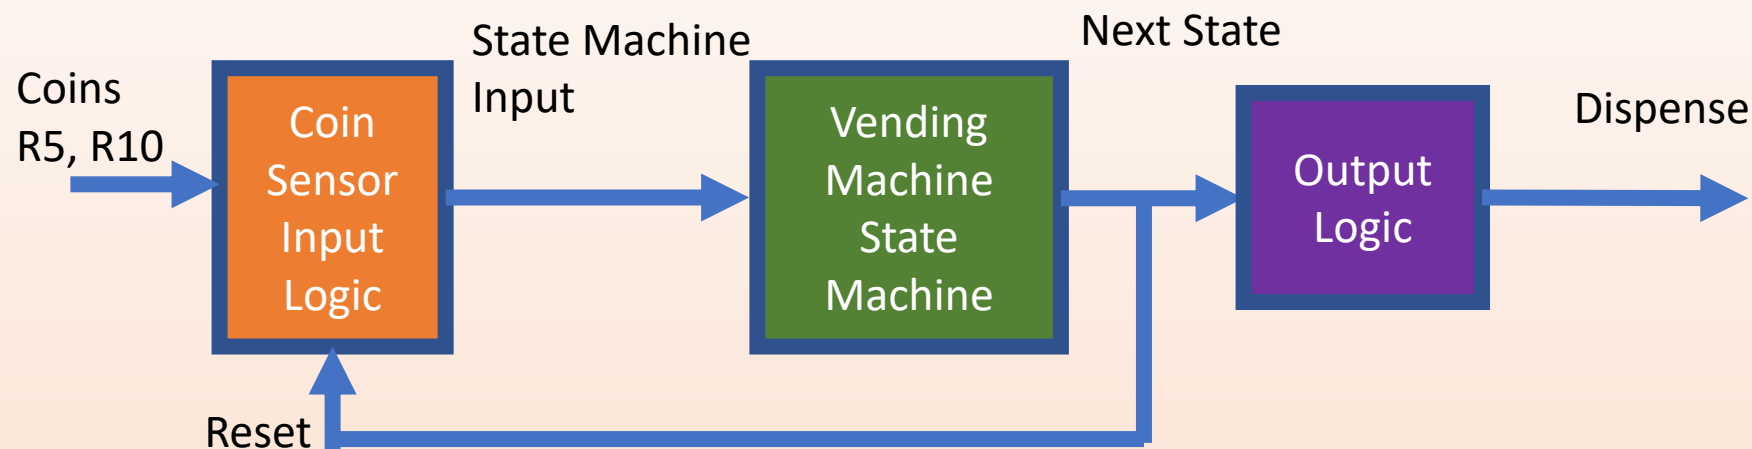 Coins
R5, R10
Coin
Sensor
Input
Logic
State Machine
Input
Vending
Machine
State
Machine
Next State
Output
Logic
Dispense
Reset